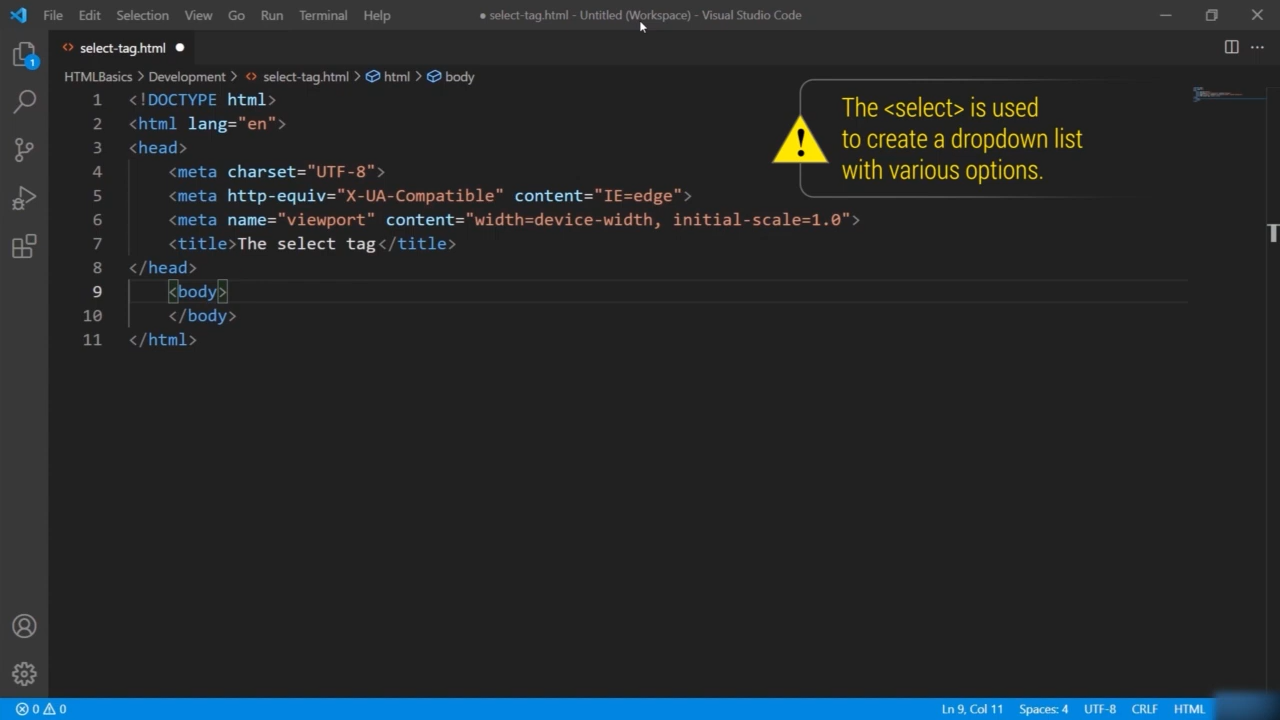 File Edit Selection View Go Run Terminal Help ● select-tag.html - Untitled (Workspace) - Visual Studio Code
<> select-tag.html ●
HTMLBasics > Development > <> select-tag.html > html > body
1 <!DOCTYPE html>
2 <html lang="en">
3 <head>
4     <meta charset="UTF-8">
5     <meta http-equiv="X-UA-Compatible" content="IE=edge">
6     <meta name="viewport" content="width=device-width, initial-scale=1.0">
7     <title>The select tag</title>
8 </head>
9     <body>
10     </body>
11 </html>
The <select> is used
to create a dropdown list
with various options.
1
T
0 0 Ln 9, Col 11 Spaces: 4 UTF-8 CRLF HTML